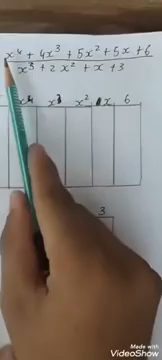 x⁴ + 4x³ + 5x² + 5x + 6
x³ + 2x² + x + 3
x⁴ x³ x² x 6
3
Made with
VideoShow